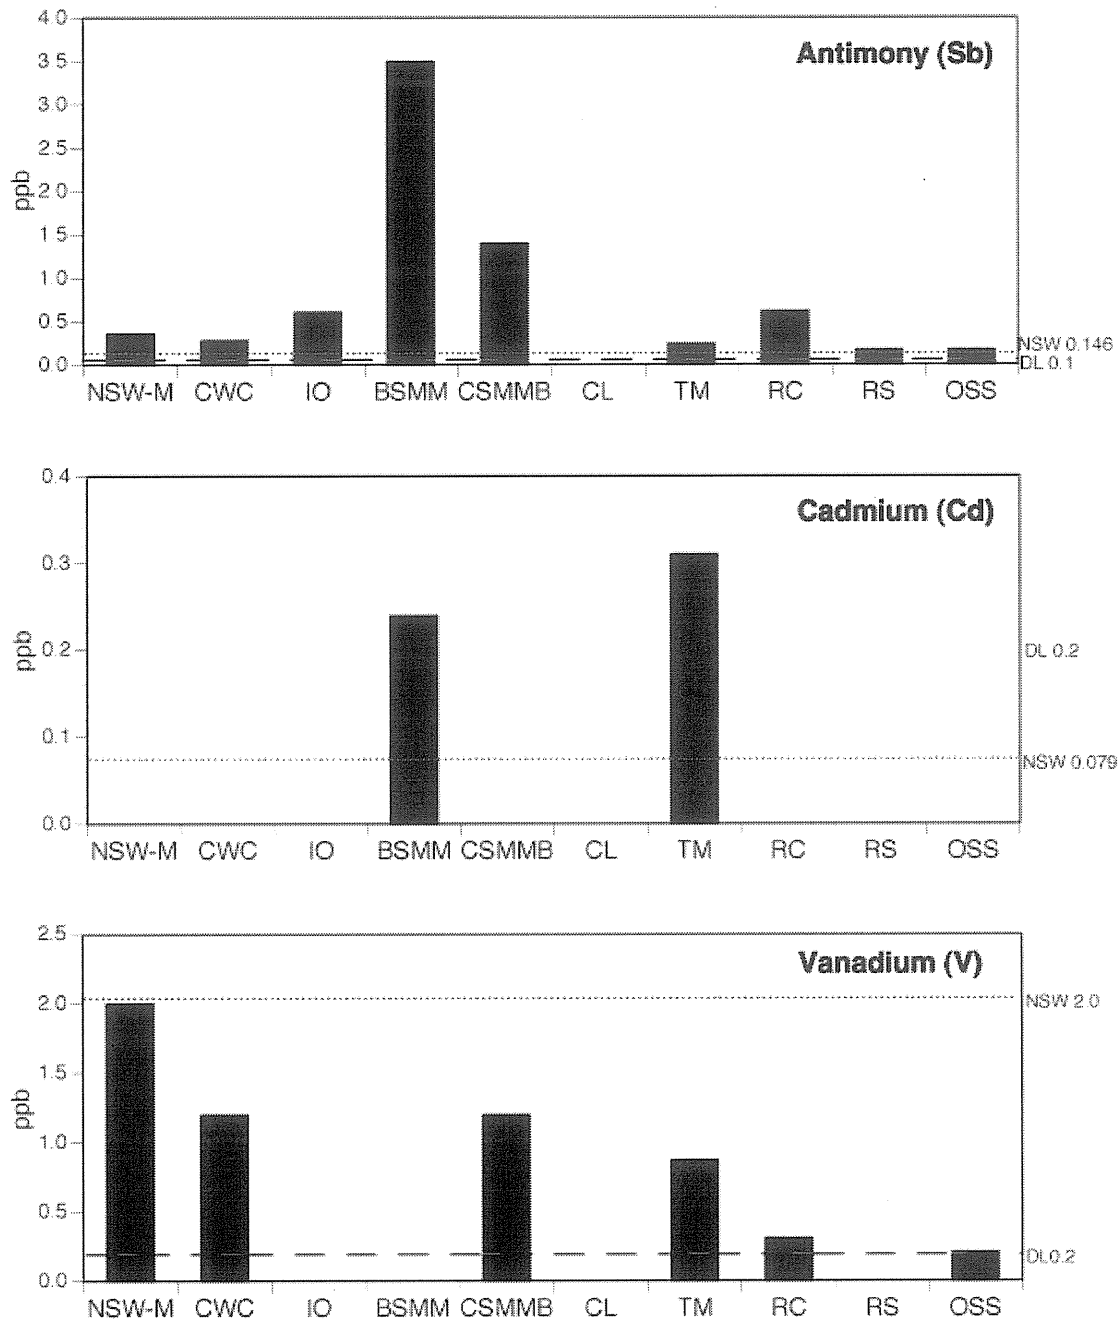 Antimony (Sb)
ppb
4.0
3.5
3.0
2.5
2.0
1.5
1.0
0.5
0.0
NSW 0.146
DL 0.1
NSW-M CWC IO BSMM CSMMB CL TM RC RS OSS
Cadmium (Cd)
ppb
0.4
0.3
0.2
0.1
0.0
DL 0.2
NSW 0.079
NSW-M CWC IO BSMM CSMMB CL TM RC RS OSS
Vanadium (V)
ppb
2.5
2.0
1.5
1.0
0.5
0.0
NSW 2.0
DL0.2
NSW-M CWC IO BSMM CSMMB CL TM RC RS OSS